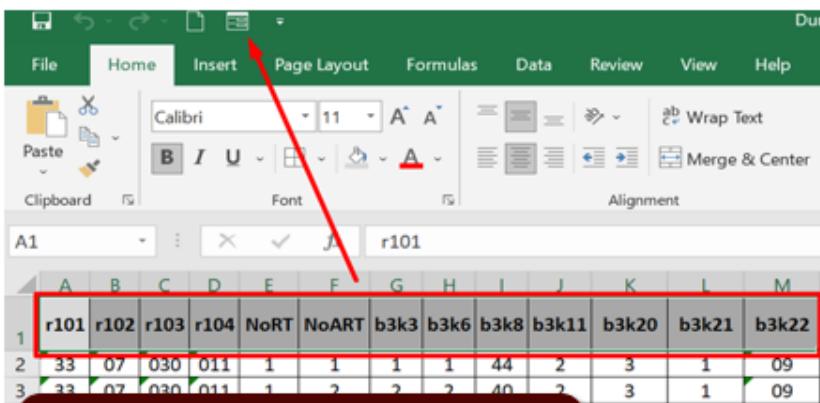 Du
File Home Insert Page Layout Formulas Data Review View Help
Calibri 11 A A ab Wrap Text
Paste B I U A Merge & Center
Clipboard Font Alignment
A1 r101
A B C D E F G H I J K L M
1 r101 r102 r103 r104 NoRT NoART b3k3 b3k6 b3k8 b3k11 b3k20 b3k21 b3k22
2 33 07 030 011 1 1 1 1 44 2 3 1 09
3 33 07 030 011 1 2 2 2 40 2 3 1 09